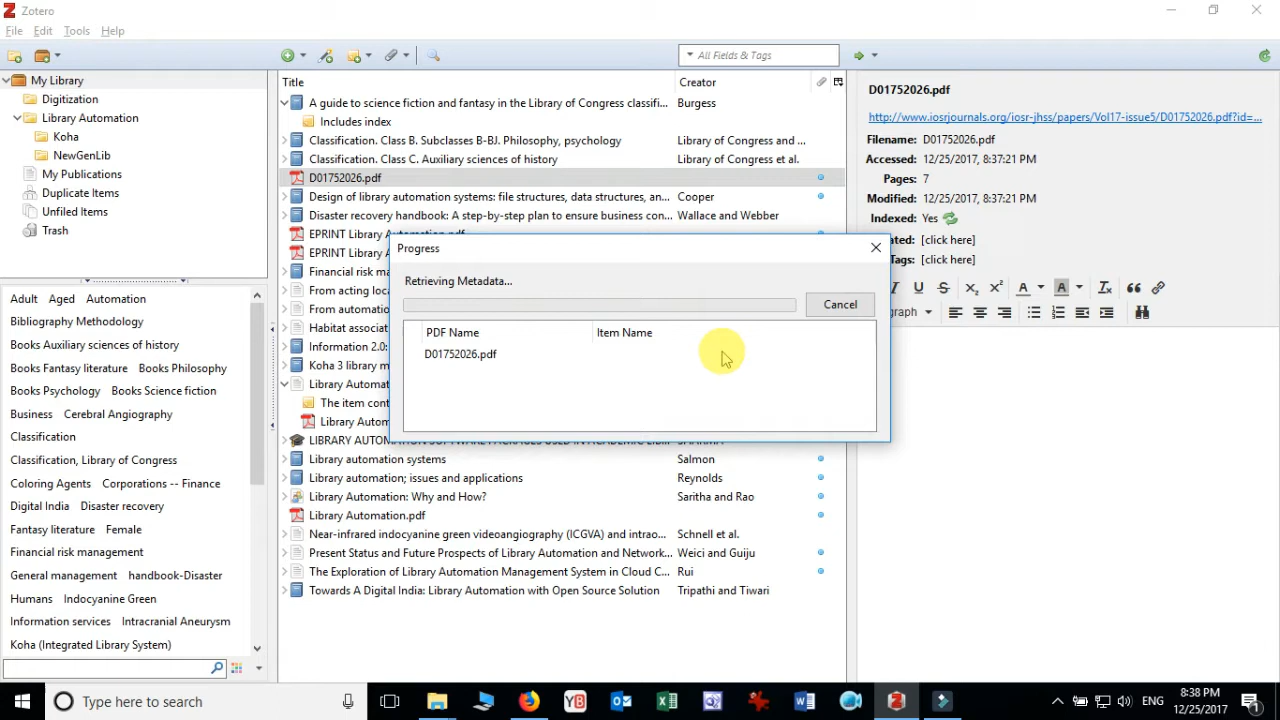 Zotero
File Edit Tools Help
All Fields & Tags
My Library
Digitization
Library Automation
Koha
NewGenLib
My Publications
Duplicate Items
Unfiled Items
Trash
Adult Aged Automation
Bibliography Methodology
Books Auxiliary sciences of history
Books Fantasy literature Books Philosophy
Books Psychology Books Science fiction
Business Cerebral Angiography
Classification
Classification, Library of Congress
Coloring Agents Corporations -- Finance
Digital India Disaster recovery
Fantasy literature Female
Financial risk management
General management handbook-Disaster
Humans Indocyanine Green
Information services Intracranial Aneurysm
Koha (Integrated Library System)
Title Creator
A guide to science fiction and fantasy in the Library of Congress classifi... Burgess
Includes index
Classification. Class B. Subclasses B-BJ. Philosophy, psychology Library of Congress and ...
Classification. Class C. Auxiliary sciences of history Library of Congress et al.
D01752026.pdf
Design of library automation systems: file structures, data structures, an... Cooper
Disaster recovery handbook: A step-by-step plan to ensure business con... Wallace and Webber
EPRINT Library Automation.pdf
EPRINT Library
Financial risk ma
From acting loca
From automatio
Habitat associat
Information 2.0:
Koha 3 library m
Library Automat
The item cont
Library Autom
LIBRARY AUTOMATION SOFTWARE PACKAGES USED IN ACADEMIC LIB... SHARMA
Library automation systems Salmon
Library automation; issues and applications Reynolds
Library Automation: Why and How? Saritha and Rao
Library Automation.pdf
Near-infrared indocyanine green videoangiography (ICGVA) and intrao... Schnell et al.
Present Status and Future Prospects of Library Automation and Network... Weici and Guiju
The Exploration of Library Automation Management System in Cloud C... Rui
Towards A Digital India: Library Automation with Open Source Solution Tripathi and Tiwari
Progress
Retrieving Metadata...
Cancel
PDF Name Item Name
D01752026.pdf
D01752026.pdf
http://www.iosrjournals.org/iosr-jhss/papers/Vol17-issue5/D01752026.pdf?id=...
Filename: D01752026.pdf
Accessed: 12/25/2017, 8:37:21 PM
Pages: 7
Modified: 12/25/2017, 8:37:21 PM
Indexed: Yes
ated: [click here]
Tags: [click here]
graph
Type here to search
ENG
8:38 PM
12/25/2017